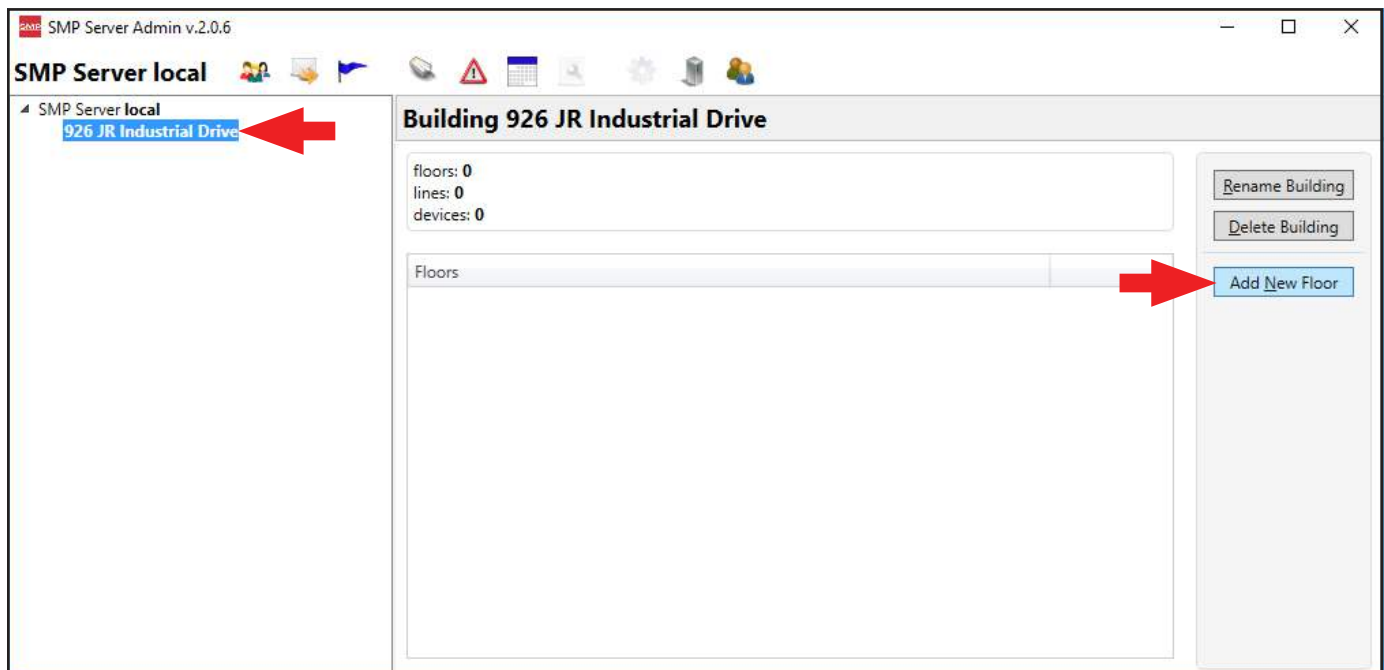 SMP SMP Server Admin v.2.0.6
SMP Server local
SMP Server local
926 JR Industrial Drive
Building 926 JR Industrial Drive
floors: 0
lines: 0
devices: 0
Rename Building
Delete Building
Floors
Add New Floor